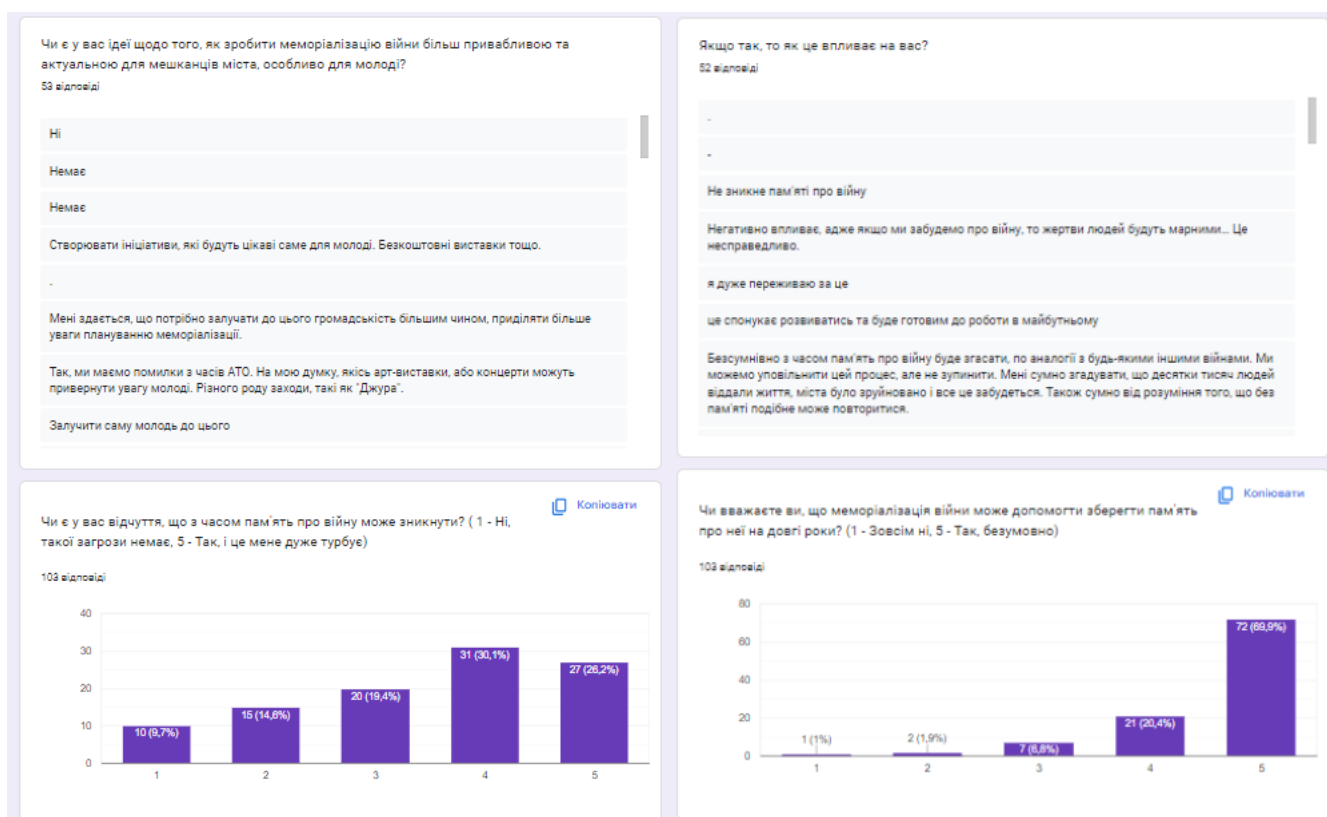 Чи є у вас ідеї щодо того, як зробити меморіалізацію війни більш привабливою та
актуальною для мешканців міста, особливо для молоді?
53 відповіді
Ні
Немає
Немає
Створювати ініціативи, які будуть цікаві саме для молоді. Безкоштовні виставки тощо.
.
Мені здається, що потрібно залучати до цього громадськість більшим чином, приділяти більше
уваги плануванню меморіалізації.
Так, ми маємо помилки з часів АТО. На мою думку, якісь арт-виставки, або концерти можуть
привернути увагу молоді. Різного роду заходи, такі як "Джура".
Залучити саму молодь до цього
Якщо так, то як це впливає на вас?
52 відповіді
.
-
Не зникне пам'яті про війну
Негативно впливає, адже якщо ми забудемо про війну, то жертви людей будуть марними... Це
несправедливо.
я дуже переживаю за це
це спонукає розвиватись та буде готовим до роботи в майбутньому
Безсумнівно з часом пам'ять про війну буде згасати, по аналогії з будь-якими іншими війнами. Ми
можемо уповільнити цей процес, але не зупинити. Мені сумно згадувати, що десятки тисяч людей
віддали життя, міста було зруйновано і все це забудеться. Також сумно від розуміння того, що без
пам'яті подібне може повторитися.
Копіювати
Чи є у вас відчуття, що з часом пам'ять про війну може зникнути? ( 1 - Ні,
такої загрози немає, 5 - Так, і це мене дуже турбує)
103 відповіді
40
30
20
10
0
10 (9,7%)
15 (14,6%)
20 (19,4%)
31 (30,1%)
27 (26,2%)
1
2
3
4
5
Копіювати
Чи вважаєте ви, що меморіалізація війни може допомогти зберегти пам'ять
про неї на довгі роки? (1 - Зовсім ні, 5 - Так, безумовно)
103 відповіді
80
60
40
20
0
1 (1%)
2 (1,9%)
7 (6,8%)
21 (20,4%)
72 (69,9%)
1
2
3
4
5